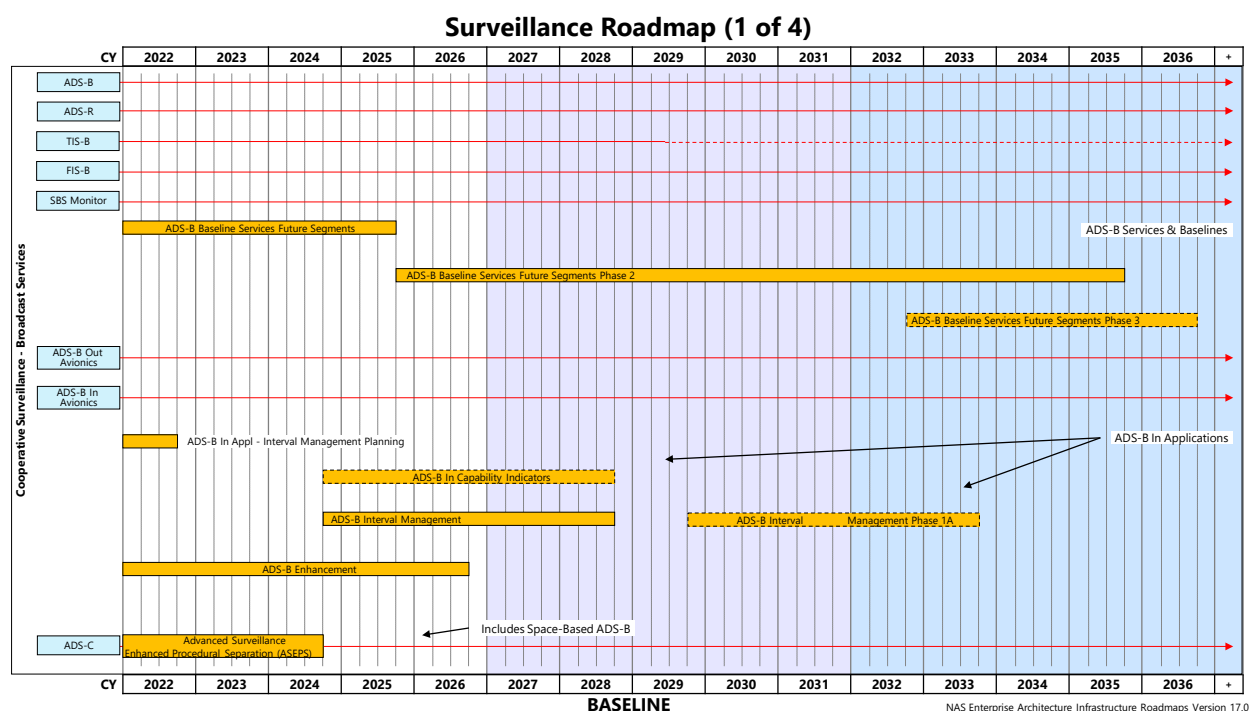 Surveillance Roadmap (1 of 4)
CY 2022 2023 2024 2025 2026 2027 2028 2029 2030 2031 2032 2033 2034 2035 2036 +
Cooperative Surveillance - Broadcast Services
ADS-B
ADS-R
TIS-B
FIS-B
SBS Monitor
ADS-B Baseline Services Future Segments
ADS-B Services & Baselines
ADS-B Baseline Services Future Segments Phase 2
ADS-B Baseline Services Future Segments Phase 3
ADS-B Out
Avionics
ADS-B In
Avionics
ADS-B In Appl - Interval Management Planning
ADS-B In Applications
ADS-B In Capability Indicators
ADS-B Interval Management
ADS-B Interval Management Phase 1A
ADS-B Enhancement
Includes Space-Based ADS-B
ADS-C
Advanced Surveillance
Enhanced Procedural Separation (ASEPS)
CY 2022 2023 2024 2025 2026 2027 2028 2029 2030 2031 2032 2033 2034 2035 2036 +
BASELINE
NAS Enterprise Architecture Infrastructure Roadmaps Version 17.0